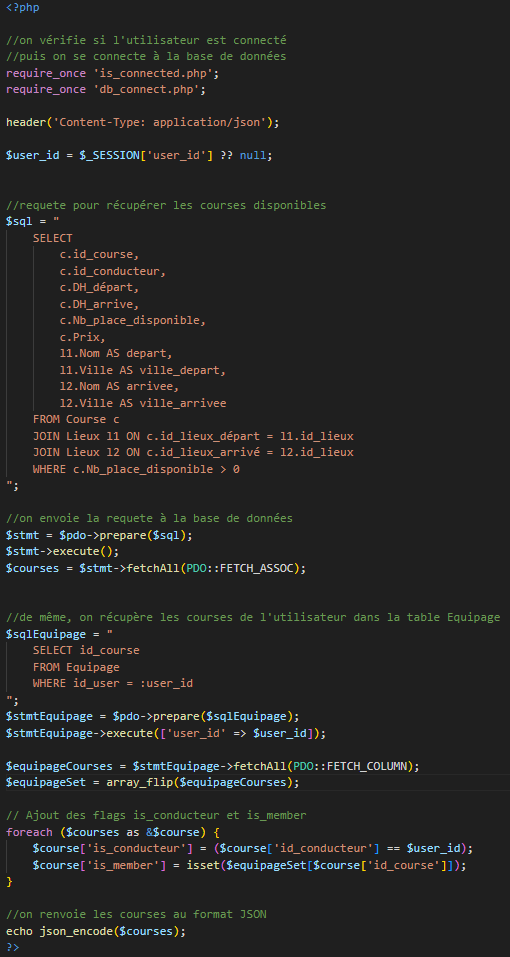 <?php
//on vérifie si l'utilisateur est connecté
//puis on se connecte à la base de données
require_once 'is_connected.php';
require_once 'db_connect.php';
header('Content-Type: application/json');
$user_id = $_SESSION['user_id'] ?? null;
//requete pour récupérer les courses disponibles
$sql = "
SELECT
c.id_course,
c.id_conducteur,
c.DH_départ,
c.DH_arrive,
c.Nb_place_disponible,
c.Prix,
l1.Nom AS depart,
l1.Ville AS ville_depart,
l2.Nom AS arrivee,
l2.Ville AS ville_arrivee
FROM Course c
JOIN Lieux l1 ON c.id_lieux_départ = l1.id_lieux
JOIN Lieux l2 ON c.id_lieux_arrivé = l2.id_lieux
WHERE c.Nb_place_disponible > 0
";
//on envoie la requete à la base de données
$stmt = $pdo->prepare($sql);
$stmt->execute();
$courses = $stmt->fetchAll(PDO::FETCH_ASSOC);
//de même, on récupère les courses de l'utilisateur dans la table Equipage
$sqlEquipage = "
SELECT id_course
FROM Equipage
WHERE id_user = :user_id
";
$stmtEquipage = $pdo->prepare($sqlEquipage);
$stmtEquipage->execute(['user_id' => $user_id]);
$equipageCourses = $stmtEquipage->fetchAll(PDO::FETCH_COLUMN);
$equipageSet = array_flip($equipageCourses);
// Ajout des flags is_conducteur et is_member
foreach ($courses as &$course) {
$course['is_conducteur'] = ($course['id_conducteur'] == $user_id);
$course['is_member'] = isset($equipageSet[$course['id_course']]);
}
//on renvoie les courses au format JSON
echo json_encode($courses);
?>